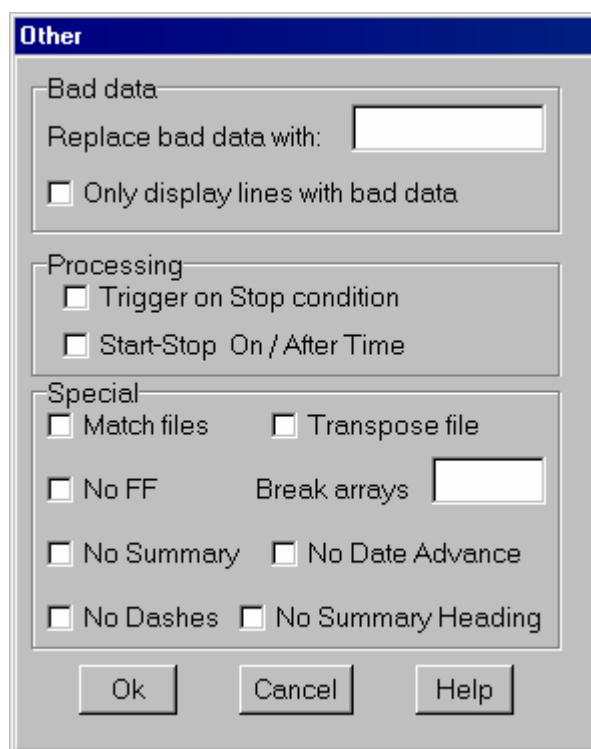 Other
Bad data
Replace bad data with:
Only display lines with bad data
Processing
Trigger on Stop condition
Start-Stop On / After Time
Special
Match files Transpose file
No FF Break arrays
No Summary No Date Advance
No Dashes No Summary Heading
Ok Cancel Help